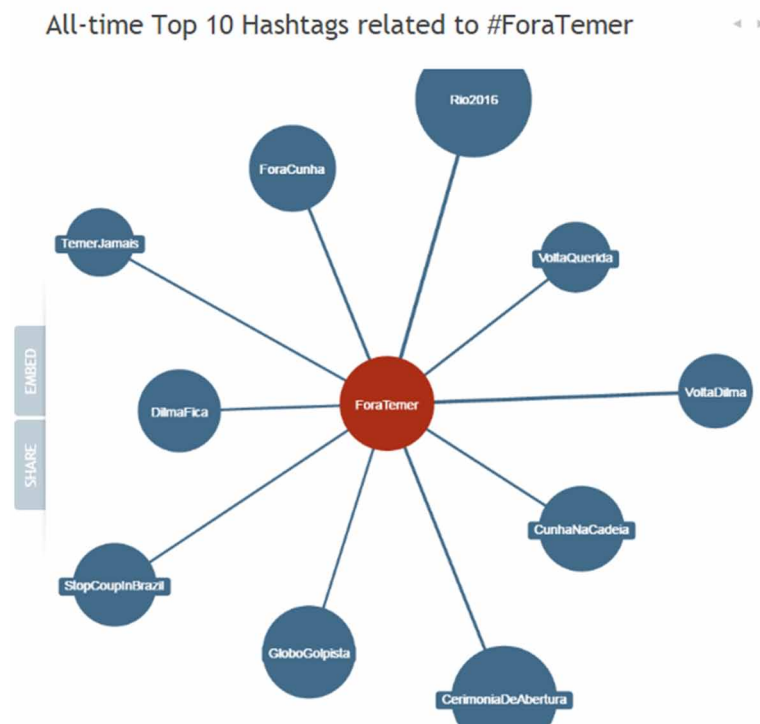 All-time Top 10 Hashtags related to #ForaTemer
Rio2016
ForaCunha
TemerJamais
VoltaQuerida
EMBED
VoltaDilma
ForaTemer
DilmaFica
SHARE
CunhaNaCadeia
StopCoupInBrazil
GloboGolpista
CerimoniaDeAbertura